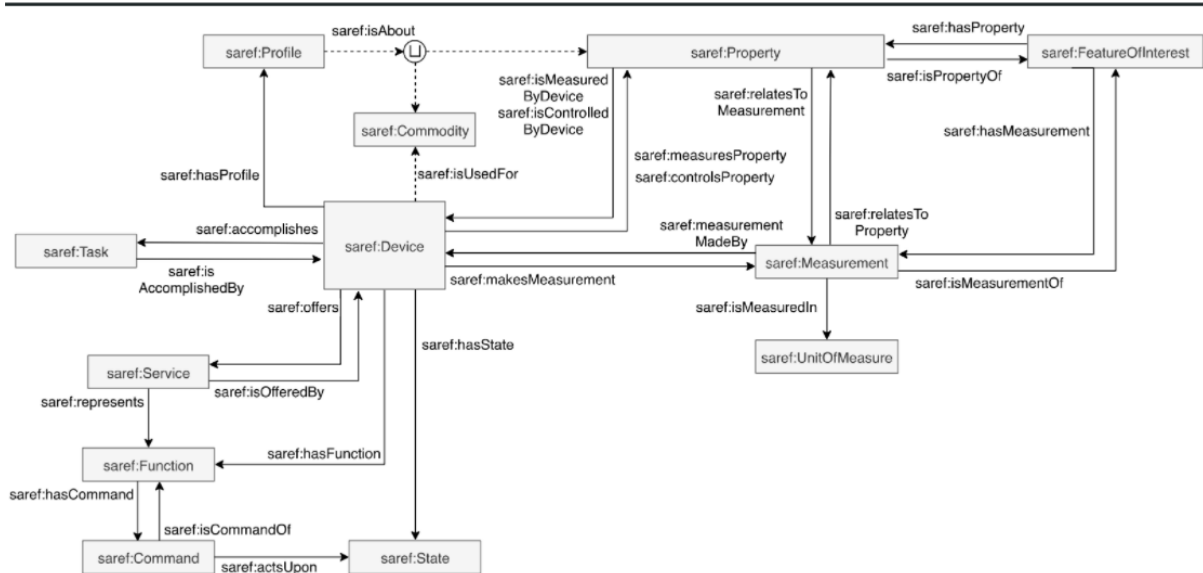 saref:isAbout
saref:hasProperty
saref:Profile
⊔
saref:Property
saref:FeatureOfInterest
saref:isMeasured
ByDevice
saref:isControlled
ByDevice
saref:isPropertyOf
saref:relatesTo
Measurement
saref:Commodity
saref:hasMeasurement
saref:measuresProperty
saref:controlsProperty
saref:hasProfile
saref:isUsedFor
saref:accomplishes
saref:measurement
MadeBy
saref:relatesTo
Property
saref:Task
saref:Device
saref:Measurement
saref:is
AccomplishedBy
saref:makesMeasurement
saref:isMeasurementOf
saref:offers
saref:isMeasuredIn
saref:hasState
saref:UnitOfMeasure
saref:Service
saref:isOfferedBy
saref:represents
saref:hasFunction
saref:Function
saref:hasCommand
saref:isCommandOf
saref:Command
saref:actsUpon
saref:State